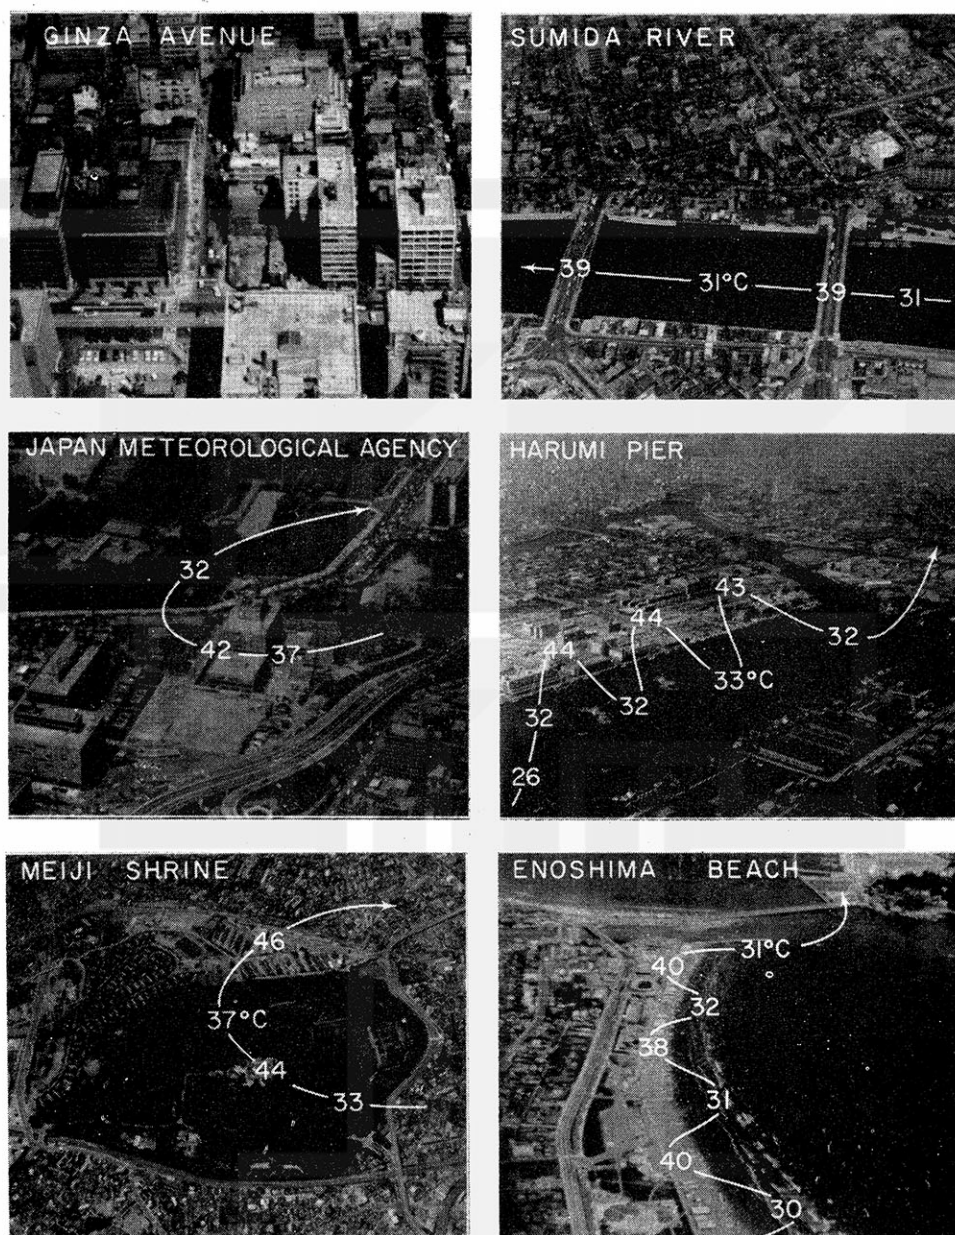 GINZA AVENUE
SUMIDA RIVER
39
31°C
39
31
JAPAN METEOROLOGICAL AGENCY
32
42
37
HARUMI PIER
43
44
32
44
33°C
32
32
26
MEIJI SHRINE
46
37°C
44
33
ENOSHIMA BEACH
31°C
40
32
38
31
40
30